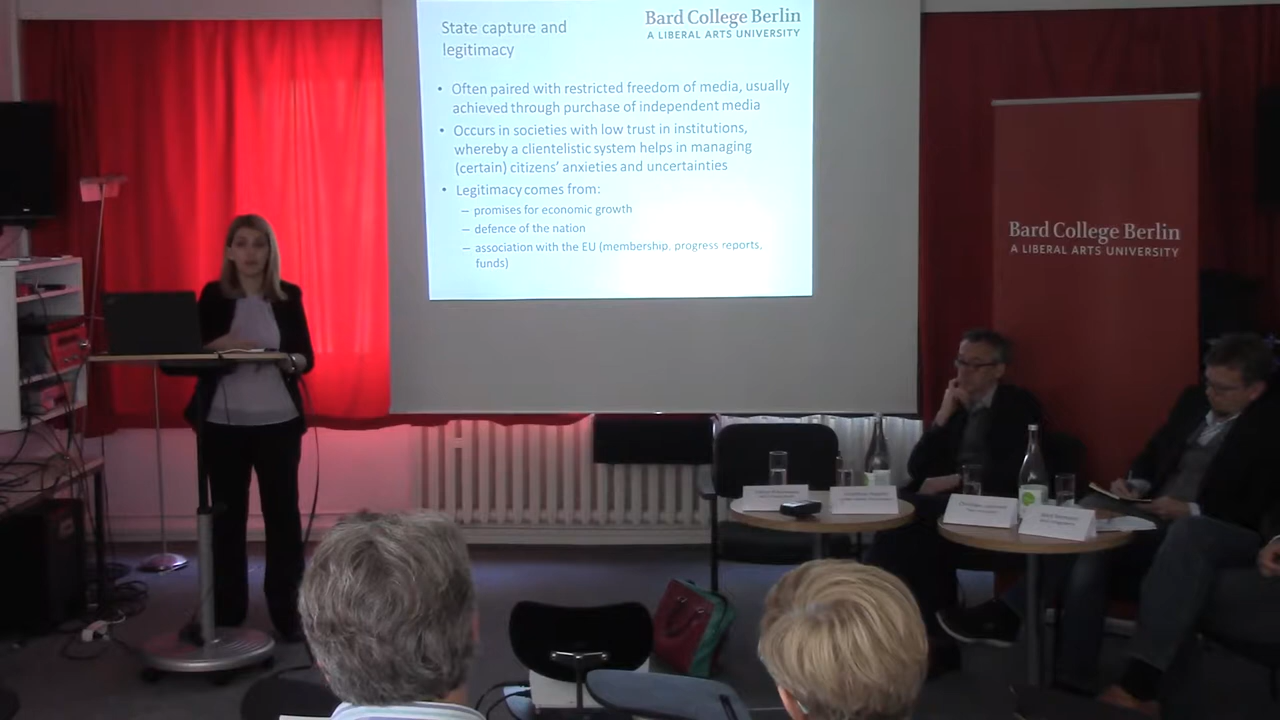 State capture and
legitimacy
Bard College Berlin
A LIBERAL ARTS UNIVERSITY
• Often paired with restricted freedom of media, usually
achieved through purchase of independent media
• Occurs in societies with low trust in institutions,
whereby a clientelistic system helps in managing
(certain) citizens’ anxieties and uncertainties
• Legitimacy comes from:
– promises for economic growth
– defence of the nation
– association with the EU (membership, progress reports,
funds)
Bard College Berlin
A LIBERAL ARTS UNIVERSITY